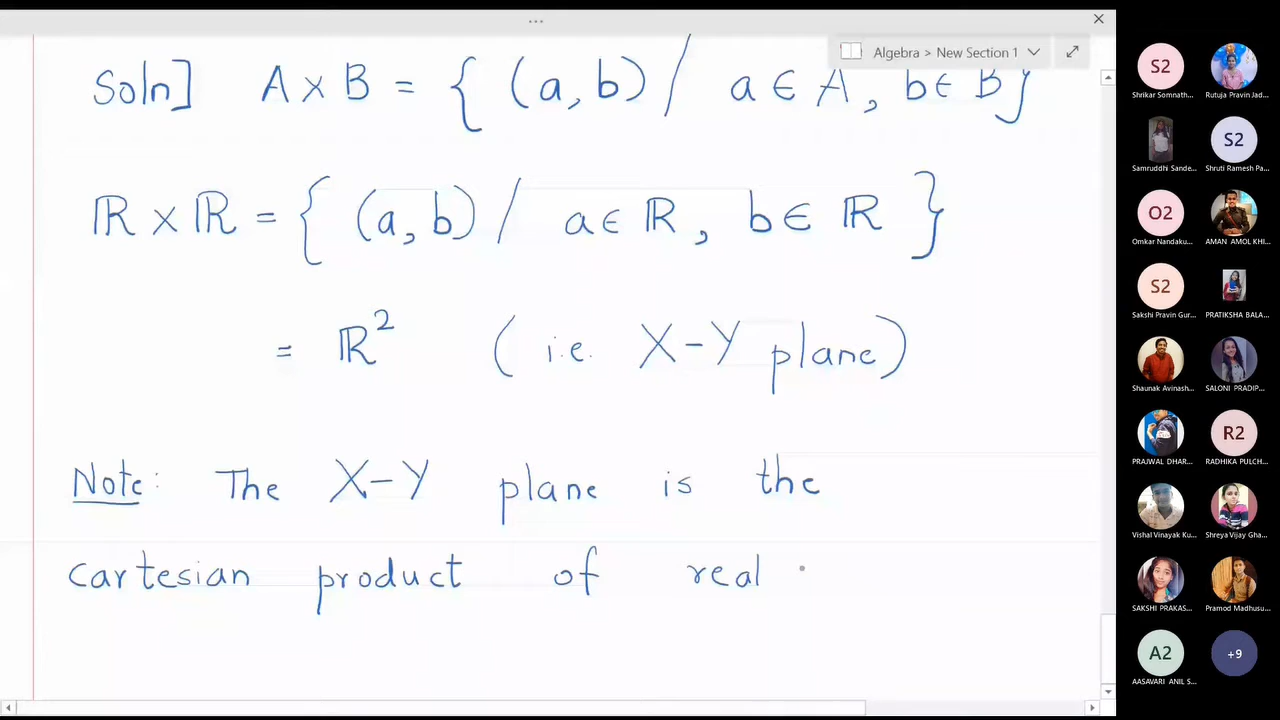 Algebra > New Section 1
Soln] A × B = { (a, b) / a ∈ A, b ∈ B}
ℝ × ℝ = { (a, b) / a ∈ ℝ, b ∈ ℝ }
= ℝ² ( i.e. X-Y plane)
Note: The X-Y plane is the
cartesian product of real
S2
Shrikar Somnath...
Rutuja Pravin Jad...
Samruddhi Sande...
S2
Shruti Ramesh Pa...
O2
Omkar Nandaku...
AMAN AMOL KHI...
S2
Sakshi Pravin Gur...
PRATIKSHA BALA...
Shaunak Avinash...
SALONI PRADIP...
PRAJWAL DHAR...
R2
RADHIKA PULCH...
Vishal Vinayak Ku...
Shreya Vijay Gha...
SAKSHI PRAKAS...
Pramod Madhusu...
A2
AASAVARI ANIL S...
+9